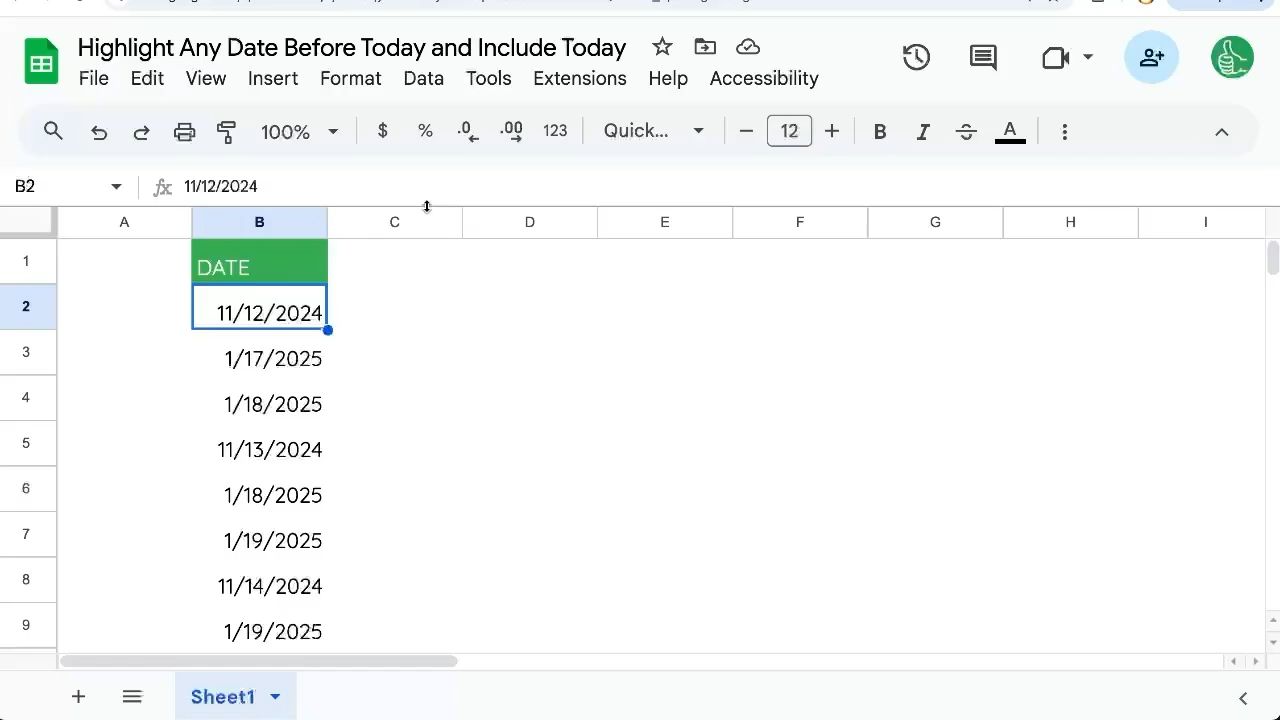 Highlight Any Date Before Today and Include Today
File Edit View Insert Format Data Tools Extensions Help Accessibility
100% $ % .0 .00 123 Quick... 12 B I S A
B2 fx 11/12/2024
A B C D E F G H I
1 DATE
2 11/12/2024
3 1/17/2025
4 1/18/2025
5 11/13/2024
6 1/18/2025
7 1/19/2025
8 11/14/2024
9 1/19/2025
Sheet1